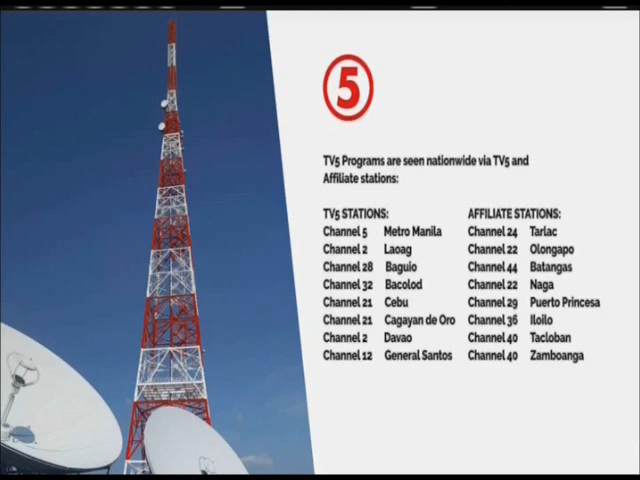 5
TV5 Programs are seen nationwide via TV5 and
Affiliate stations:
TV5 STATIONS:
Channel 5 Metro Manila
Channel 2 Laoag
Channel 28 Baguio
Channel 32 Bacolod
Channel 21 Cebu
Channel 21 Cagayan de Oro
Channel 2 Davao
Channel 12 General Santos
AFFILIATE STATIONS:
Channel 24 Tarlac
Channel 22 Olongapo
Channel 44 Batangas
Channel 22 Naga
Channel 29 Puerto Princesa
Channel 36 Iloilo
Channel 40 Tacloban
Channel 40 Zamboanga